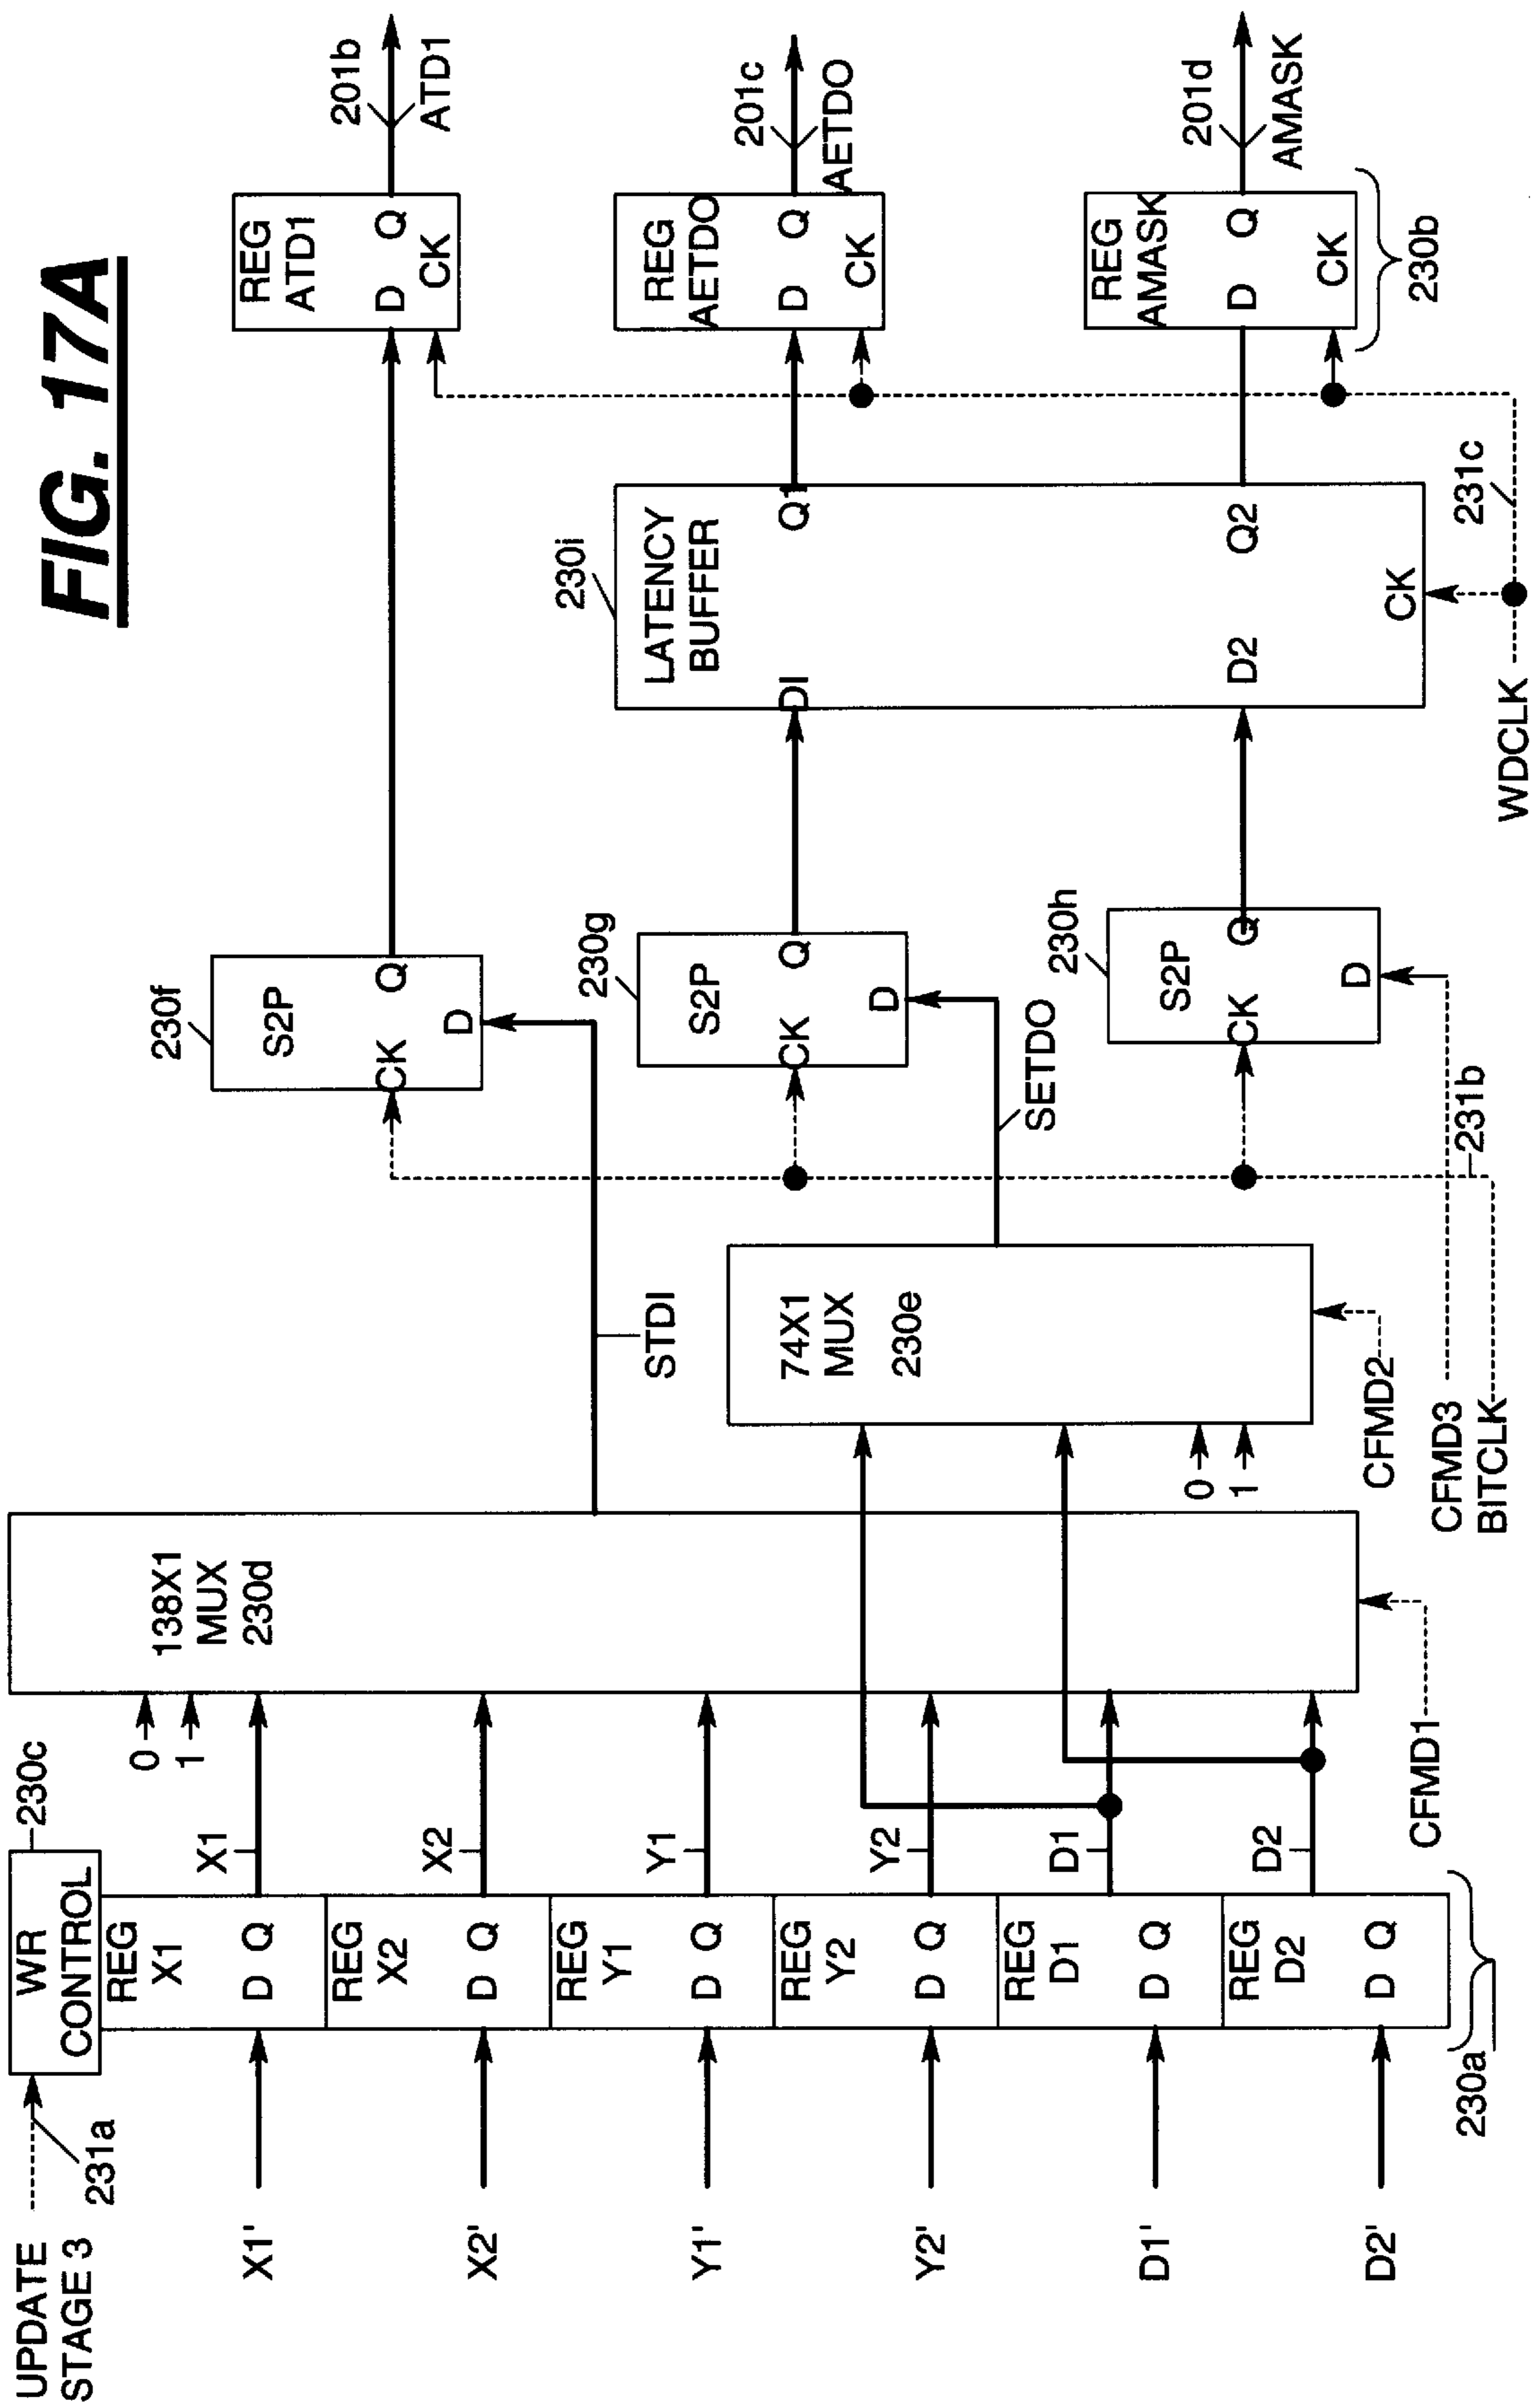 FIG. 17A
UPDATE
STAGE 3
231a
WR
CONTROL
230c
X1'
X2'
Y1'
Y2'
D1'
D2'
REG
X1
D Q
REG
X2
D Q
REG
Y1
D Q
REG
Y2
D Q
REG
D1
D Q
REG
D2
D Q
230a
X1
X2
Y1
Y2
D1
D2
0
1
138X1
MUX
230d
CFMD1
STDI
74X1
MUX
230e
0
1
CFMD2
CFMD3
BITCLK
231b
SETDO
230f
S2P
CK Q
D
230g
S2P
CK Q
D
230h
S2P
CK Q
D
230i
LATENCY
BUFFER
DI
Q1
D2
Q2
CK
WDCLK
231c
REG
ATD1
D Q
CK
REG
AETDO
D Q
CK
REG
AMASK
D Q
CK
230b
201b
ATD1
201c
AETDO
201d
AMASK